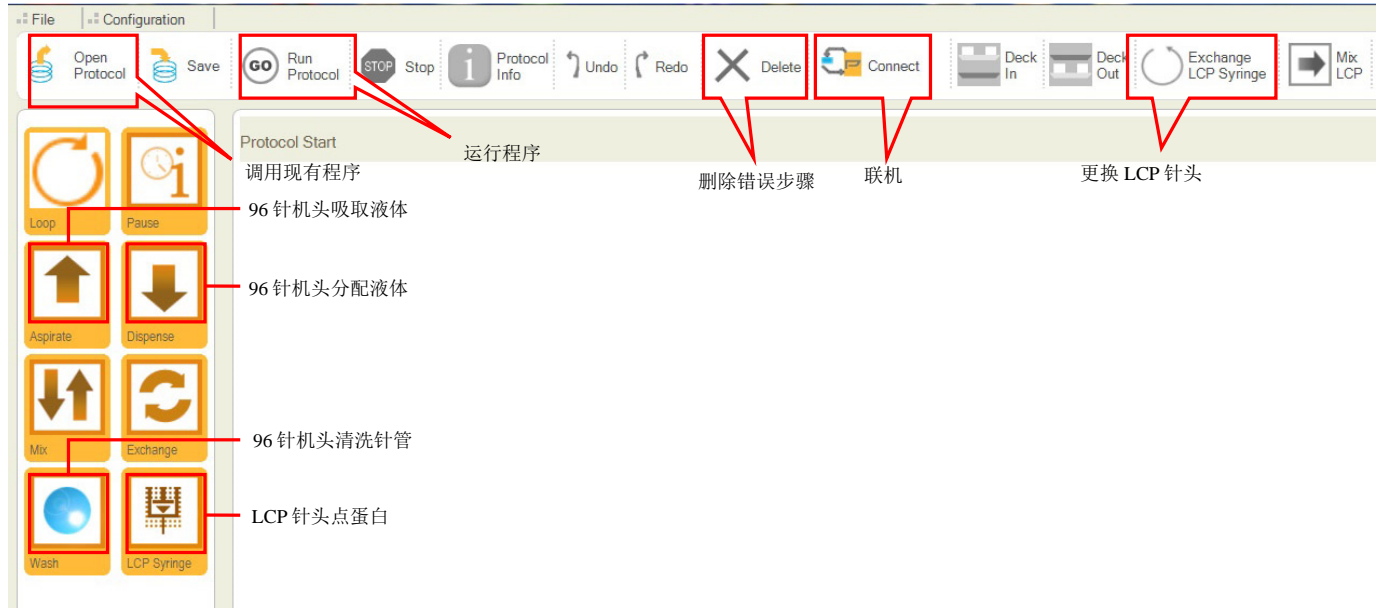 File
Configuration
Open
Protocol
Save
GO
Run
Protocol
STOP
Stop
i
Protocol
Info
Undo
Redo
Delete
Connect
Deck
In
Deck
Out
Exchange
LCP Syringe
Mix
LCP
Protocol Start
运行程序
调用现有程序
删除错误步骤
联机
更换 LCP 针头
Loop
i
Pause
96 针机头吸取液体
Aspirate
Dispense
96 针机头分配液体
Mix
Exchange
96 针机头清洗针管
Wash
LCP Syringe
LCP 针头点蛋白